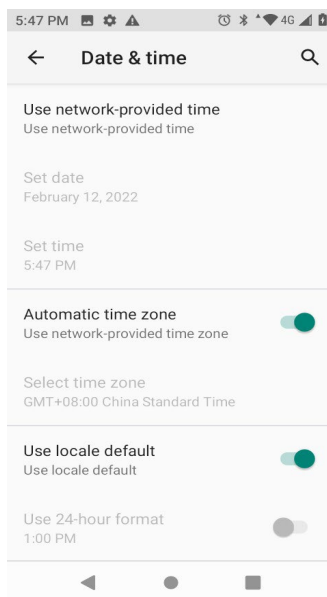 5:47 PM 4G
Date & time
Use network-provided time
Use network-provided time
Set date
February 12, 2022
Set time
5:47 PM
Automatic time zone
Use network-provided time zone
Select time zone
GMT+08:00 China Standard Time
Use locale default
Use locale default
Use 24-hour format
1:00 PM